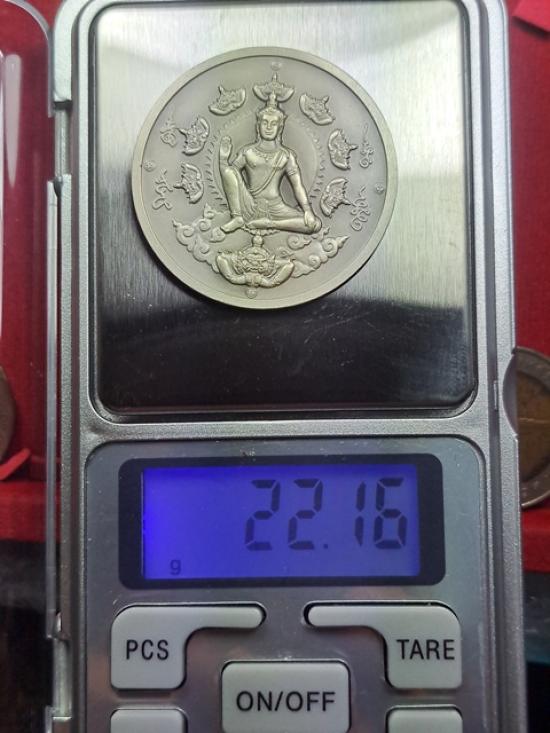 22.16
g
PCS
TARE
ON/OFF